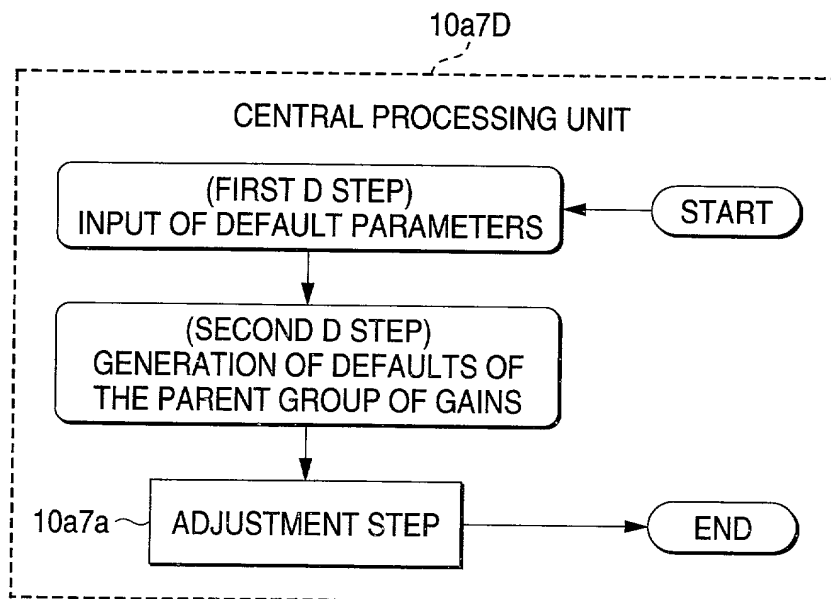 10a7D
CENTRAL PROCESSING UNIT
(FIRST D STEP)
INPUT OF DEFAULT PARAMETERS
START
(SECOND D STEP)
GENERATION OF DEFAULTS OF
THE PARENT GROUP OF GAINS
10a7a
ADJUSTMENT STEP
END